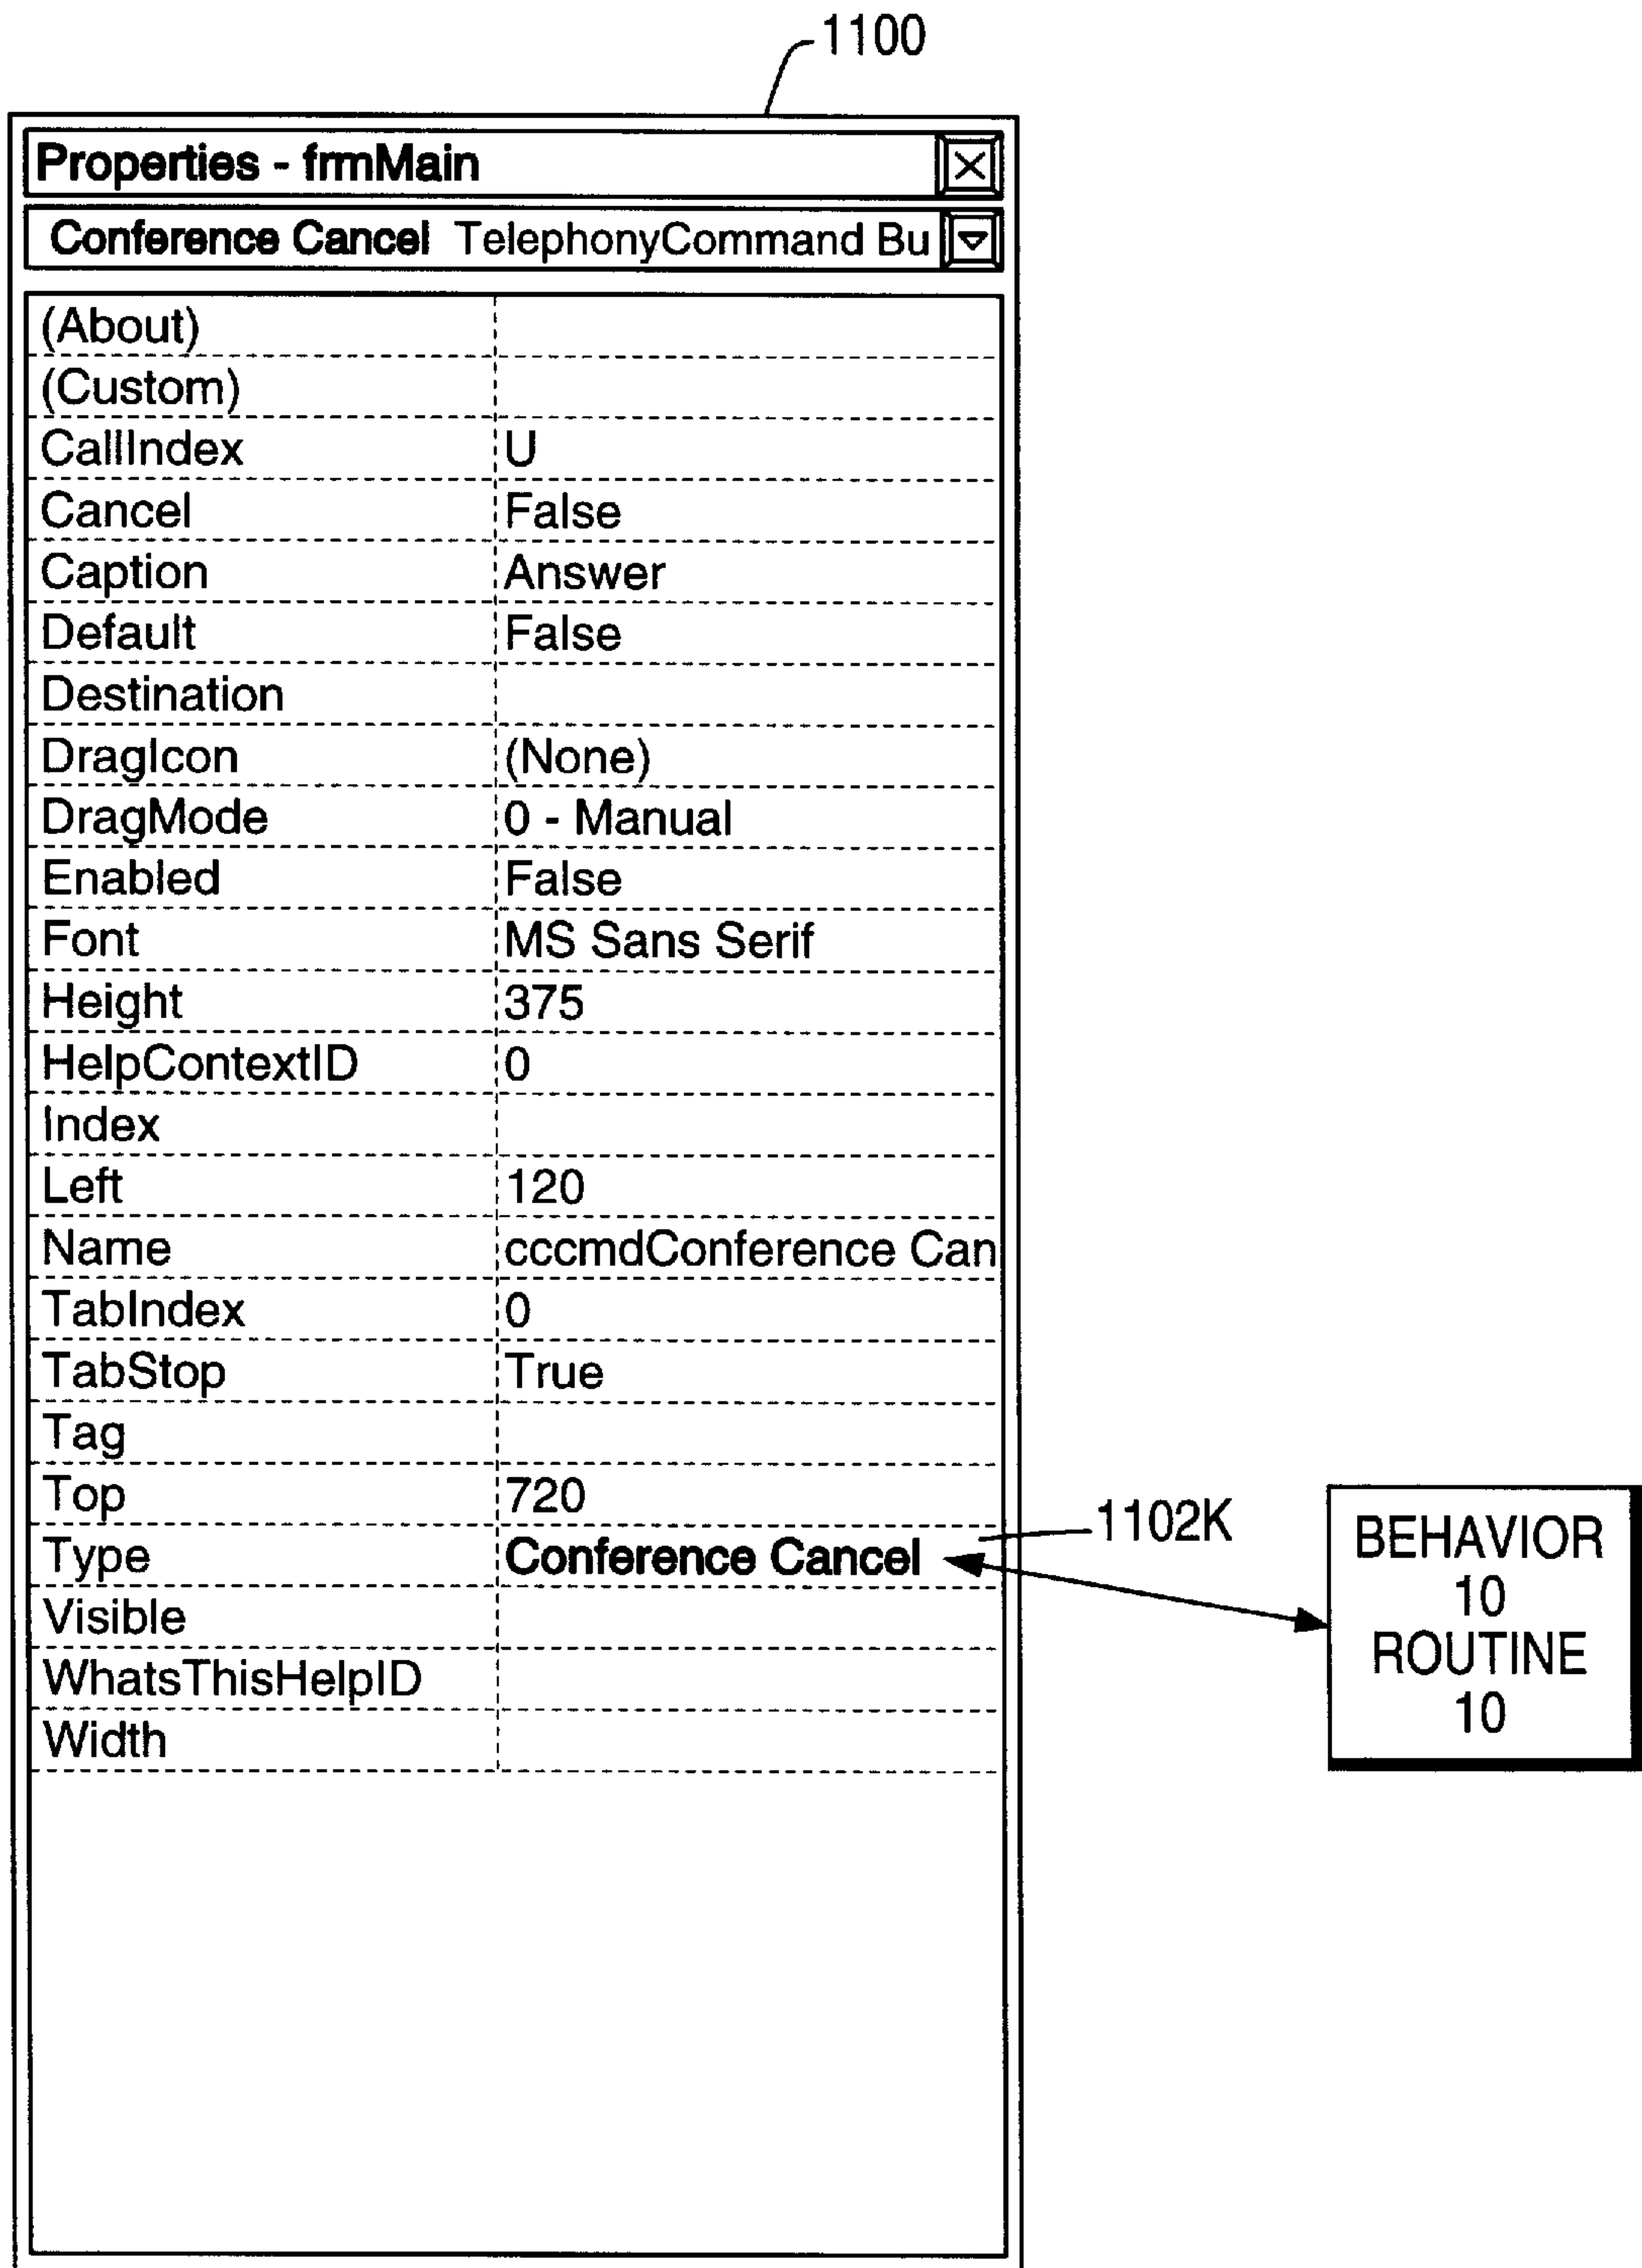 1100
Properties - frmMain
Conference Cancel TelephonyCommand Bu
(About)
(Custom)
CallIndex U
Cancel False
Caption Answer
Default False
Destination
DragIcon (None)
DragMode 0 - Manual
Enabled False
Font MS Sans Serif
Height 375
HelpContextID 0
Index
Left 120
Name cccmdConference Can
TabIndex 0
TabStop True
Tag
Top 720
Type Conference Cancel
Visible
WhatsThisHelpID
Width
1102K
BEHAVIOR
10
ROUTINE
10